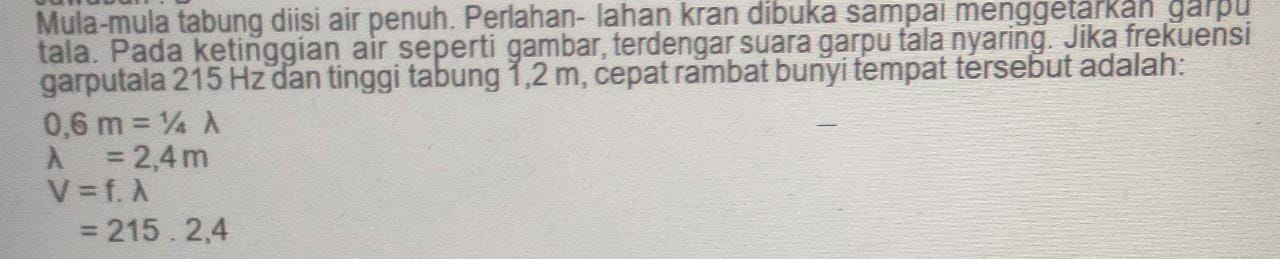 Mula-mula tabung diisi air penuh. Perlahan- lahan kran dibuka sampai menggetarkan garpu
tala. Pada ketinggian air seperti gambar, terdengar suara garpu tala nyaring. Jika frekuensi
garputala 215 Hz dan tinggi tabung 1,2 m, cepat rambat bunyi tempat tersebut adalah:
0,6 m = ¼ λ
λ = 2,4 m
V = f. λ
= 215 . 2,4